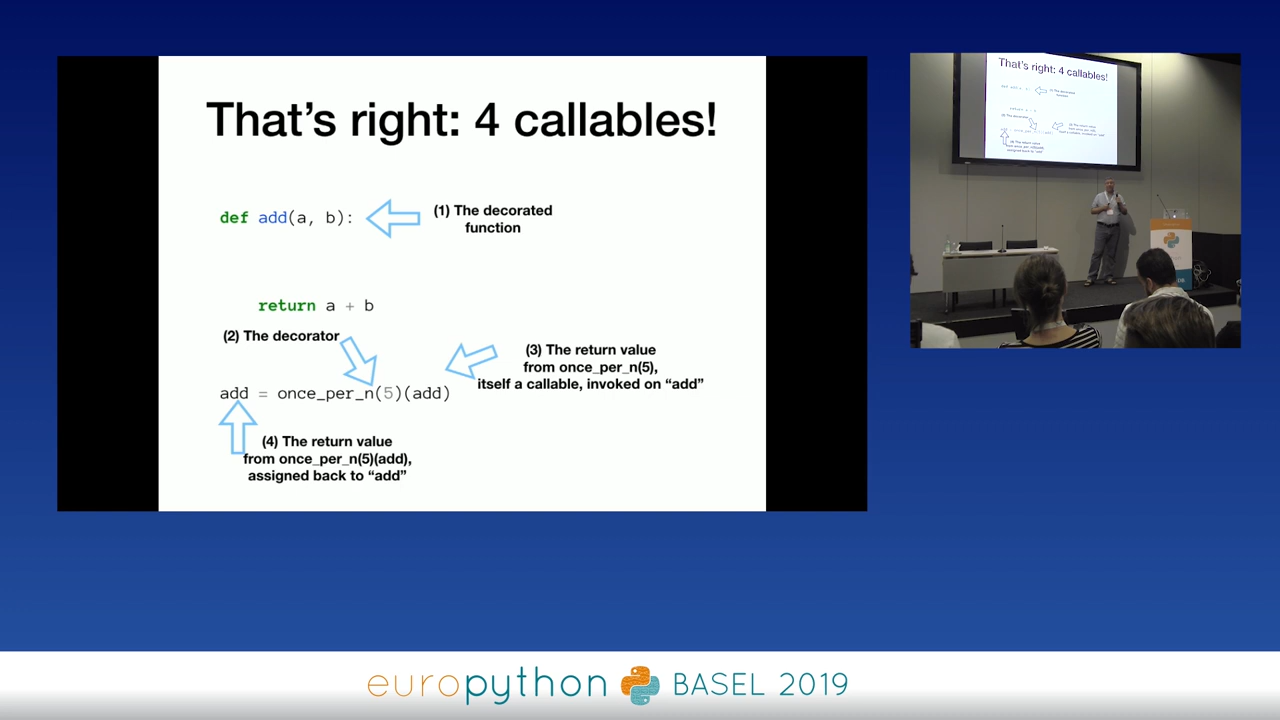 That's right: 4 callables!
def add(a, b):
(1) The decorated
function
return a + b
(2) The decorator
(3) The return value
from once_per_n(5),
itself a callable, invoked on “add”
add = once_per_n(5)(add)
(4) The return value
from once_per_n(5)(add),
assigned back to “add”
That's right: 4 callables!
europython BASEL 2019